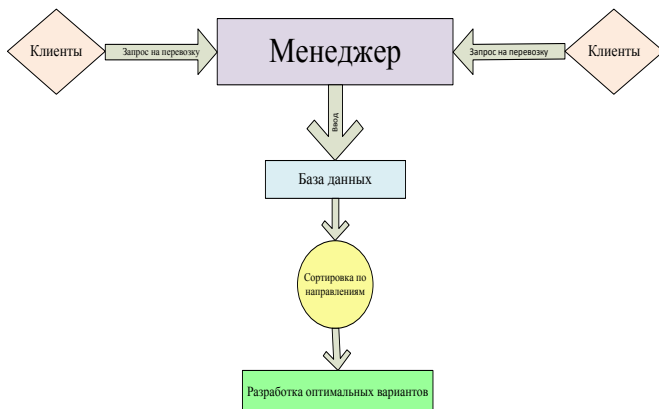 Клиенты
Запрос на перевозку
Менеджер
Запрос на перевозку
Клиенты
Ввод
База данных
Сортировка по
направлениям
Разработка оптимальных вариантов